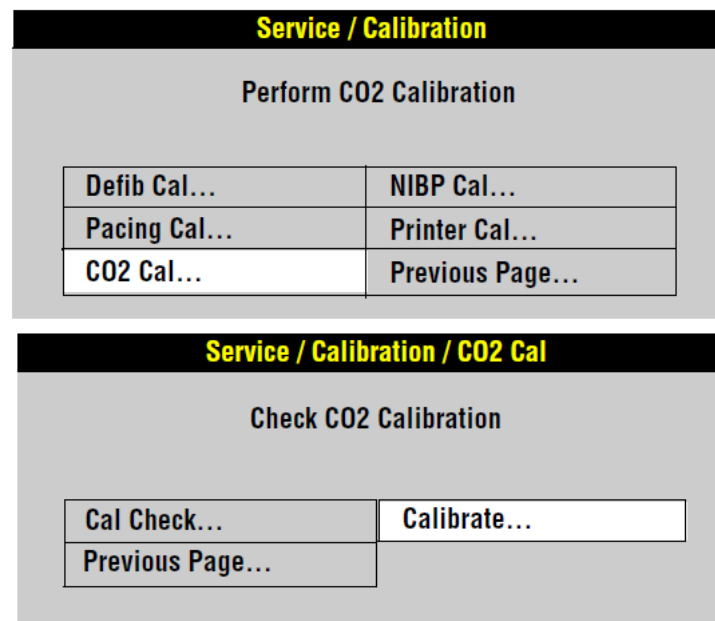 Service / Calibration
Perform CO2 Calibration
Defib Cal... NIBP Cal...
Pacing Cal... Printer Cal...
CO2 Cal... Previous Page...
Service / Calibration / CO2 Cal
Check CO2 Calibration
Cal Check... Calibrate...
Previous Page...